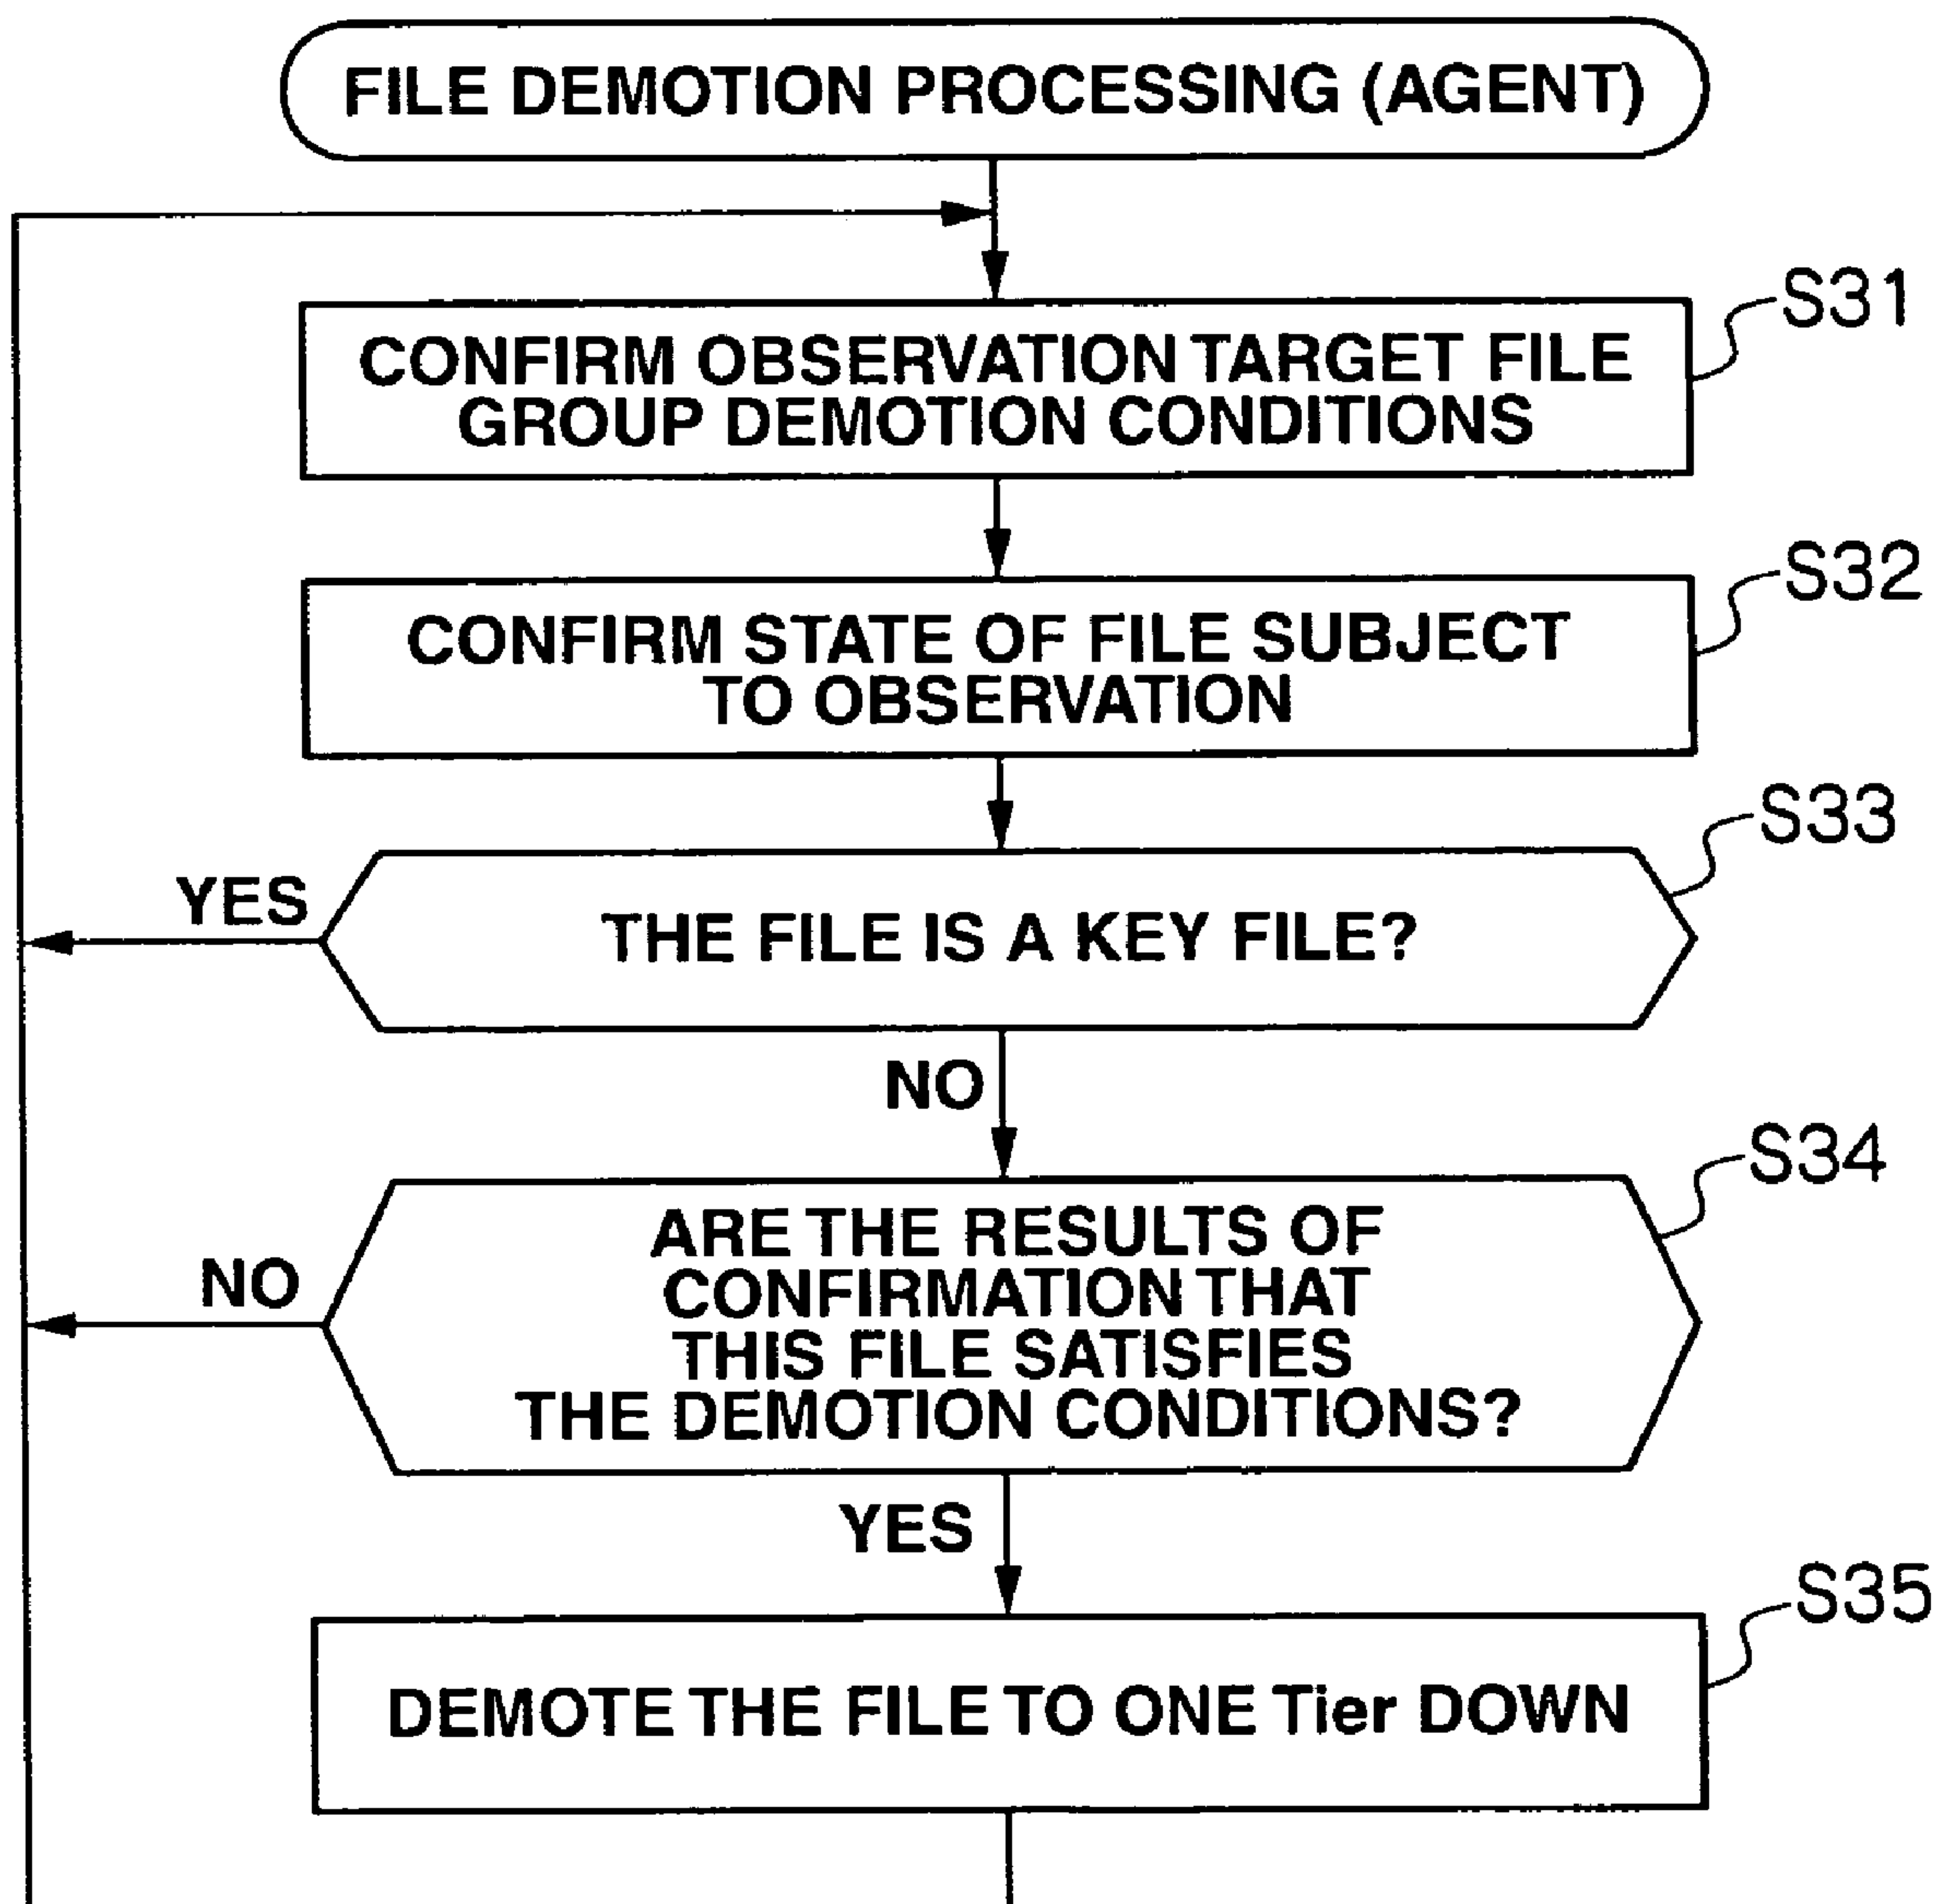 FILE DEMOTION PROCESSING (AGENT)
S31
CONFIRM OBSERVATION TARGET FILE
GROUP DEMOTION CONDITIONS
S32
CONFIRM STATE OF FILE SUBJECT
TO OBSERVATION
S33
YES
THE FILE IS A KEY FILE?
NO
S34
ARE THE RESULTS OF
CONFIRMATION THAT
THIS FILE SATISFIES
THE DEMOTION CONDITIONS?
NO
YES
S35
DEMOTE THE FILE TO ONE Tier DOWN